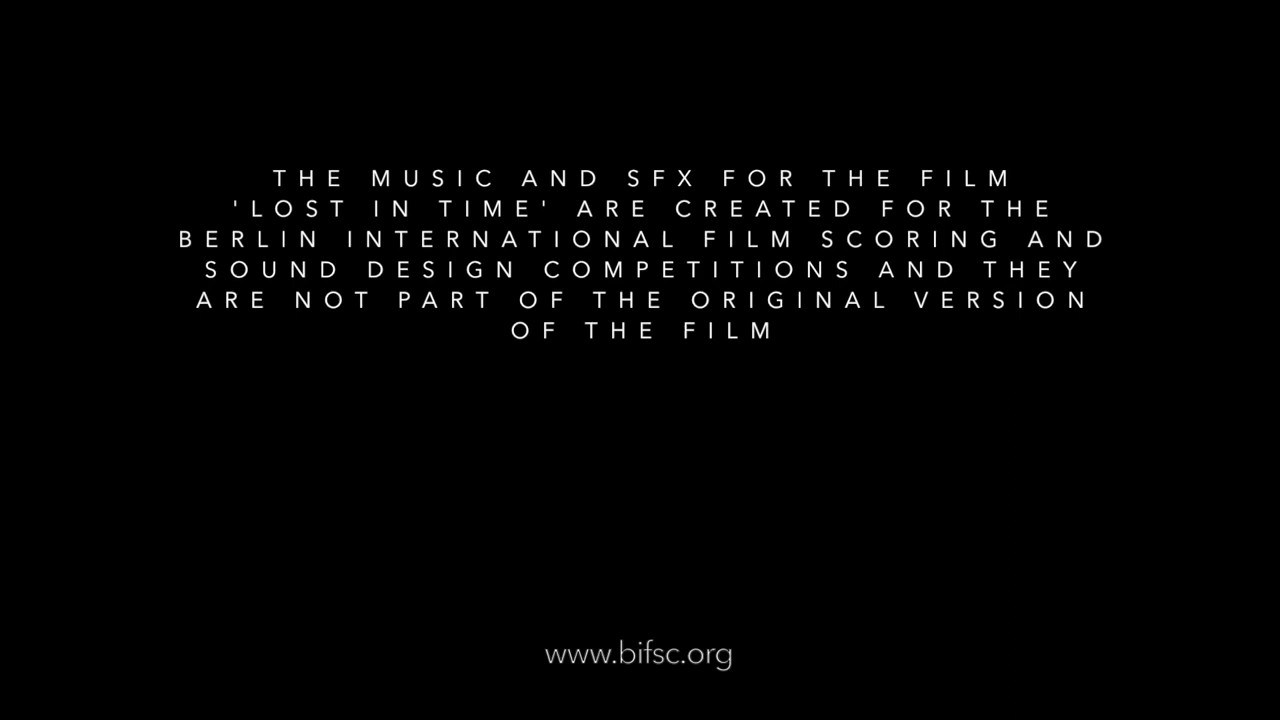 THE MUSIC AND SFX FOR THE FILM
'LOST IN TIME' ARE CREATED FOR THE
BERLIN INTERNATIONAL FILM SCORING AND
SOUND DESIGN COMPETITIONS AND THEY
ARE NOT PART OF THE ORIGINAL VERSION
OF THE FILM
www.bifsc.org